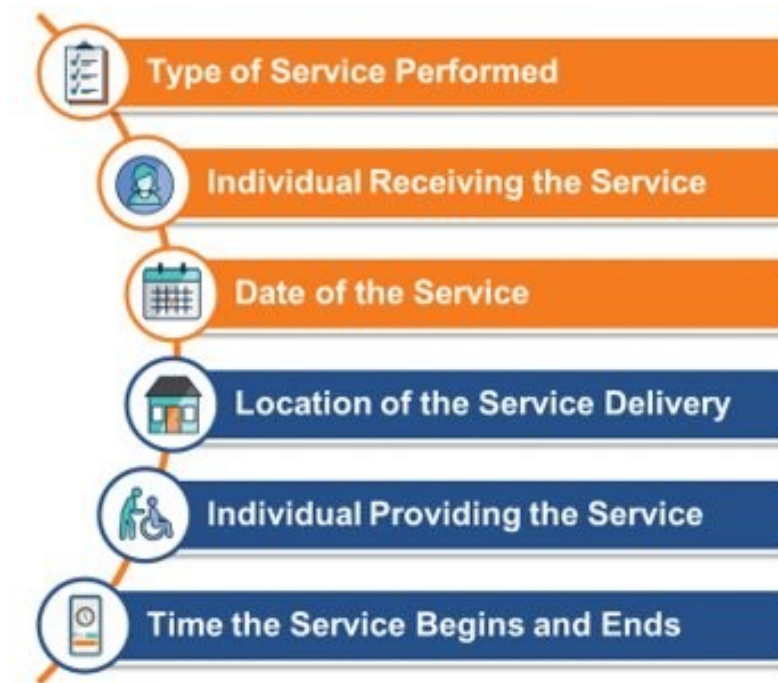 Type of Service Performed
Individual Receiving the Service
Date of the Service
Location of the Service Delivery
Individual Providing the Service
Time the Service Begins and Ends